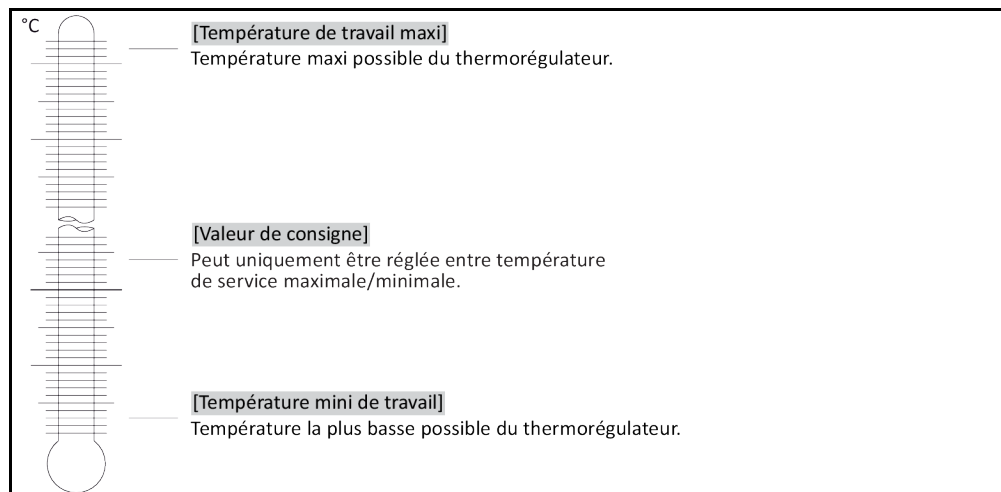 °C
[Température de travail maxi]
Température maxi possible du thermorégulateur.
[Valeur de consigne]
Peut uniquement être réglée entre température
de service maximale/minimale.
[Température mini de travail]
Température la plus basse possible du thermorégulateur.